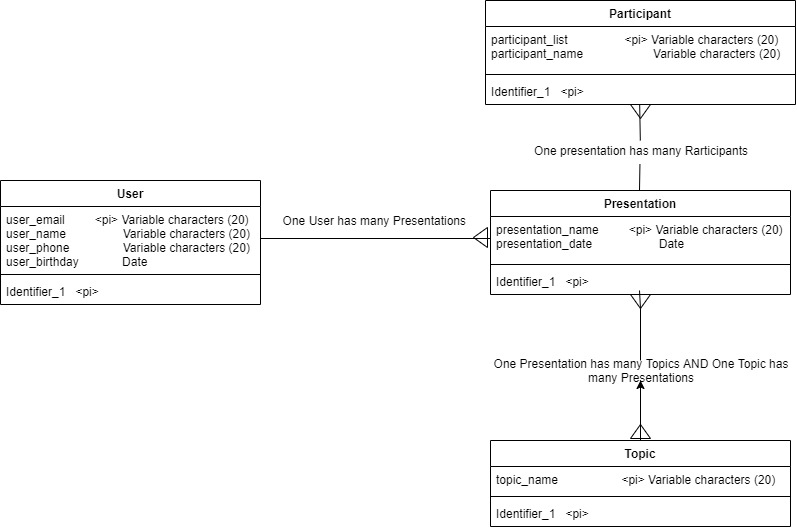 Participant
participant_list <pi> Variable characters (20)
participant_name Variable characters (20)
Identifier_1 <pi>
One presentation has many Rarticipants
User
user_email <pi> Variable characters (20)
user_name Variable characters (20)
user_phone Variable characters (20)
user_birthday Date
Identifier_1 <pi>
One User has many Presentations
Presentation
presentation_name <pi> Variable characters (20)
presentation_date Date
Identifier_1 <pi>
One Presentation has many Topics AND One Topic has
many Presentations
Topic
topic_name <pi> Variable characters (20)
Identifier_1 <pi>